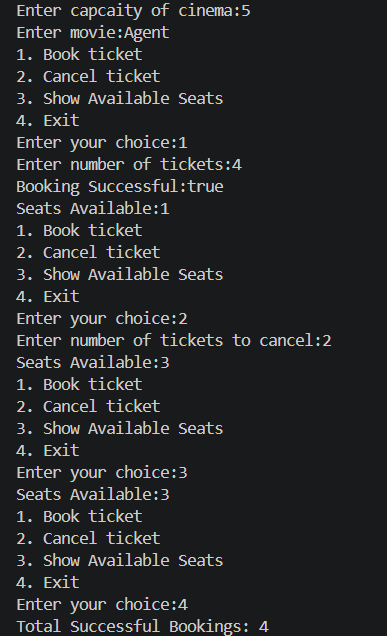 Enter capcaity of cinema:5
Enter movie:Agent
1. Book ticket
2. Cancel ticket
3. Show Available Seats
4. Exit
Enter your choice:1
Enter number of tickets:4
Booking Successful:true
Seats Available:1
1. Book ticket
2. Cancel ticket
3. Show Available Seats
4. Exit
Enter your choice:2
Enter number of tickets to cancel:2
Seats Available:3
1. Book ticket
2. Cancel ticket
3. Show Available Seats
4. Exit
Enter your choice:3
Seats Available:3
1. Book ticket
2. Cancel ticket
3. Show Available Seats
4. Exit
Enter your choice:4
Total Successful Bookings: 4